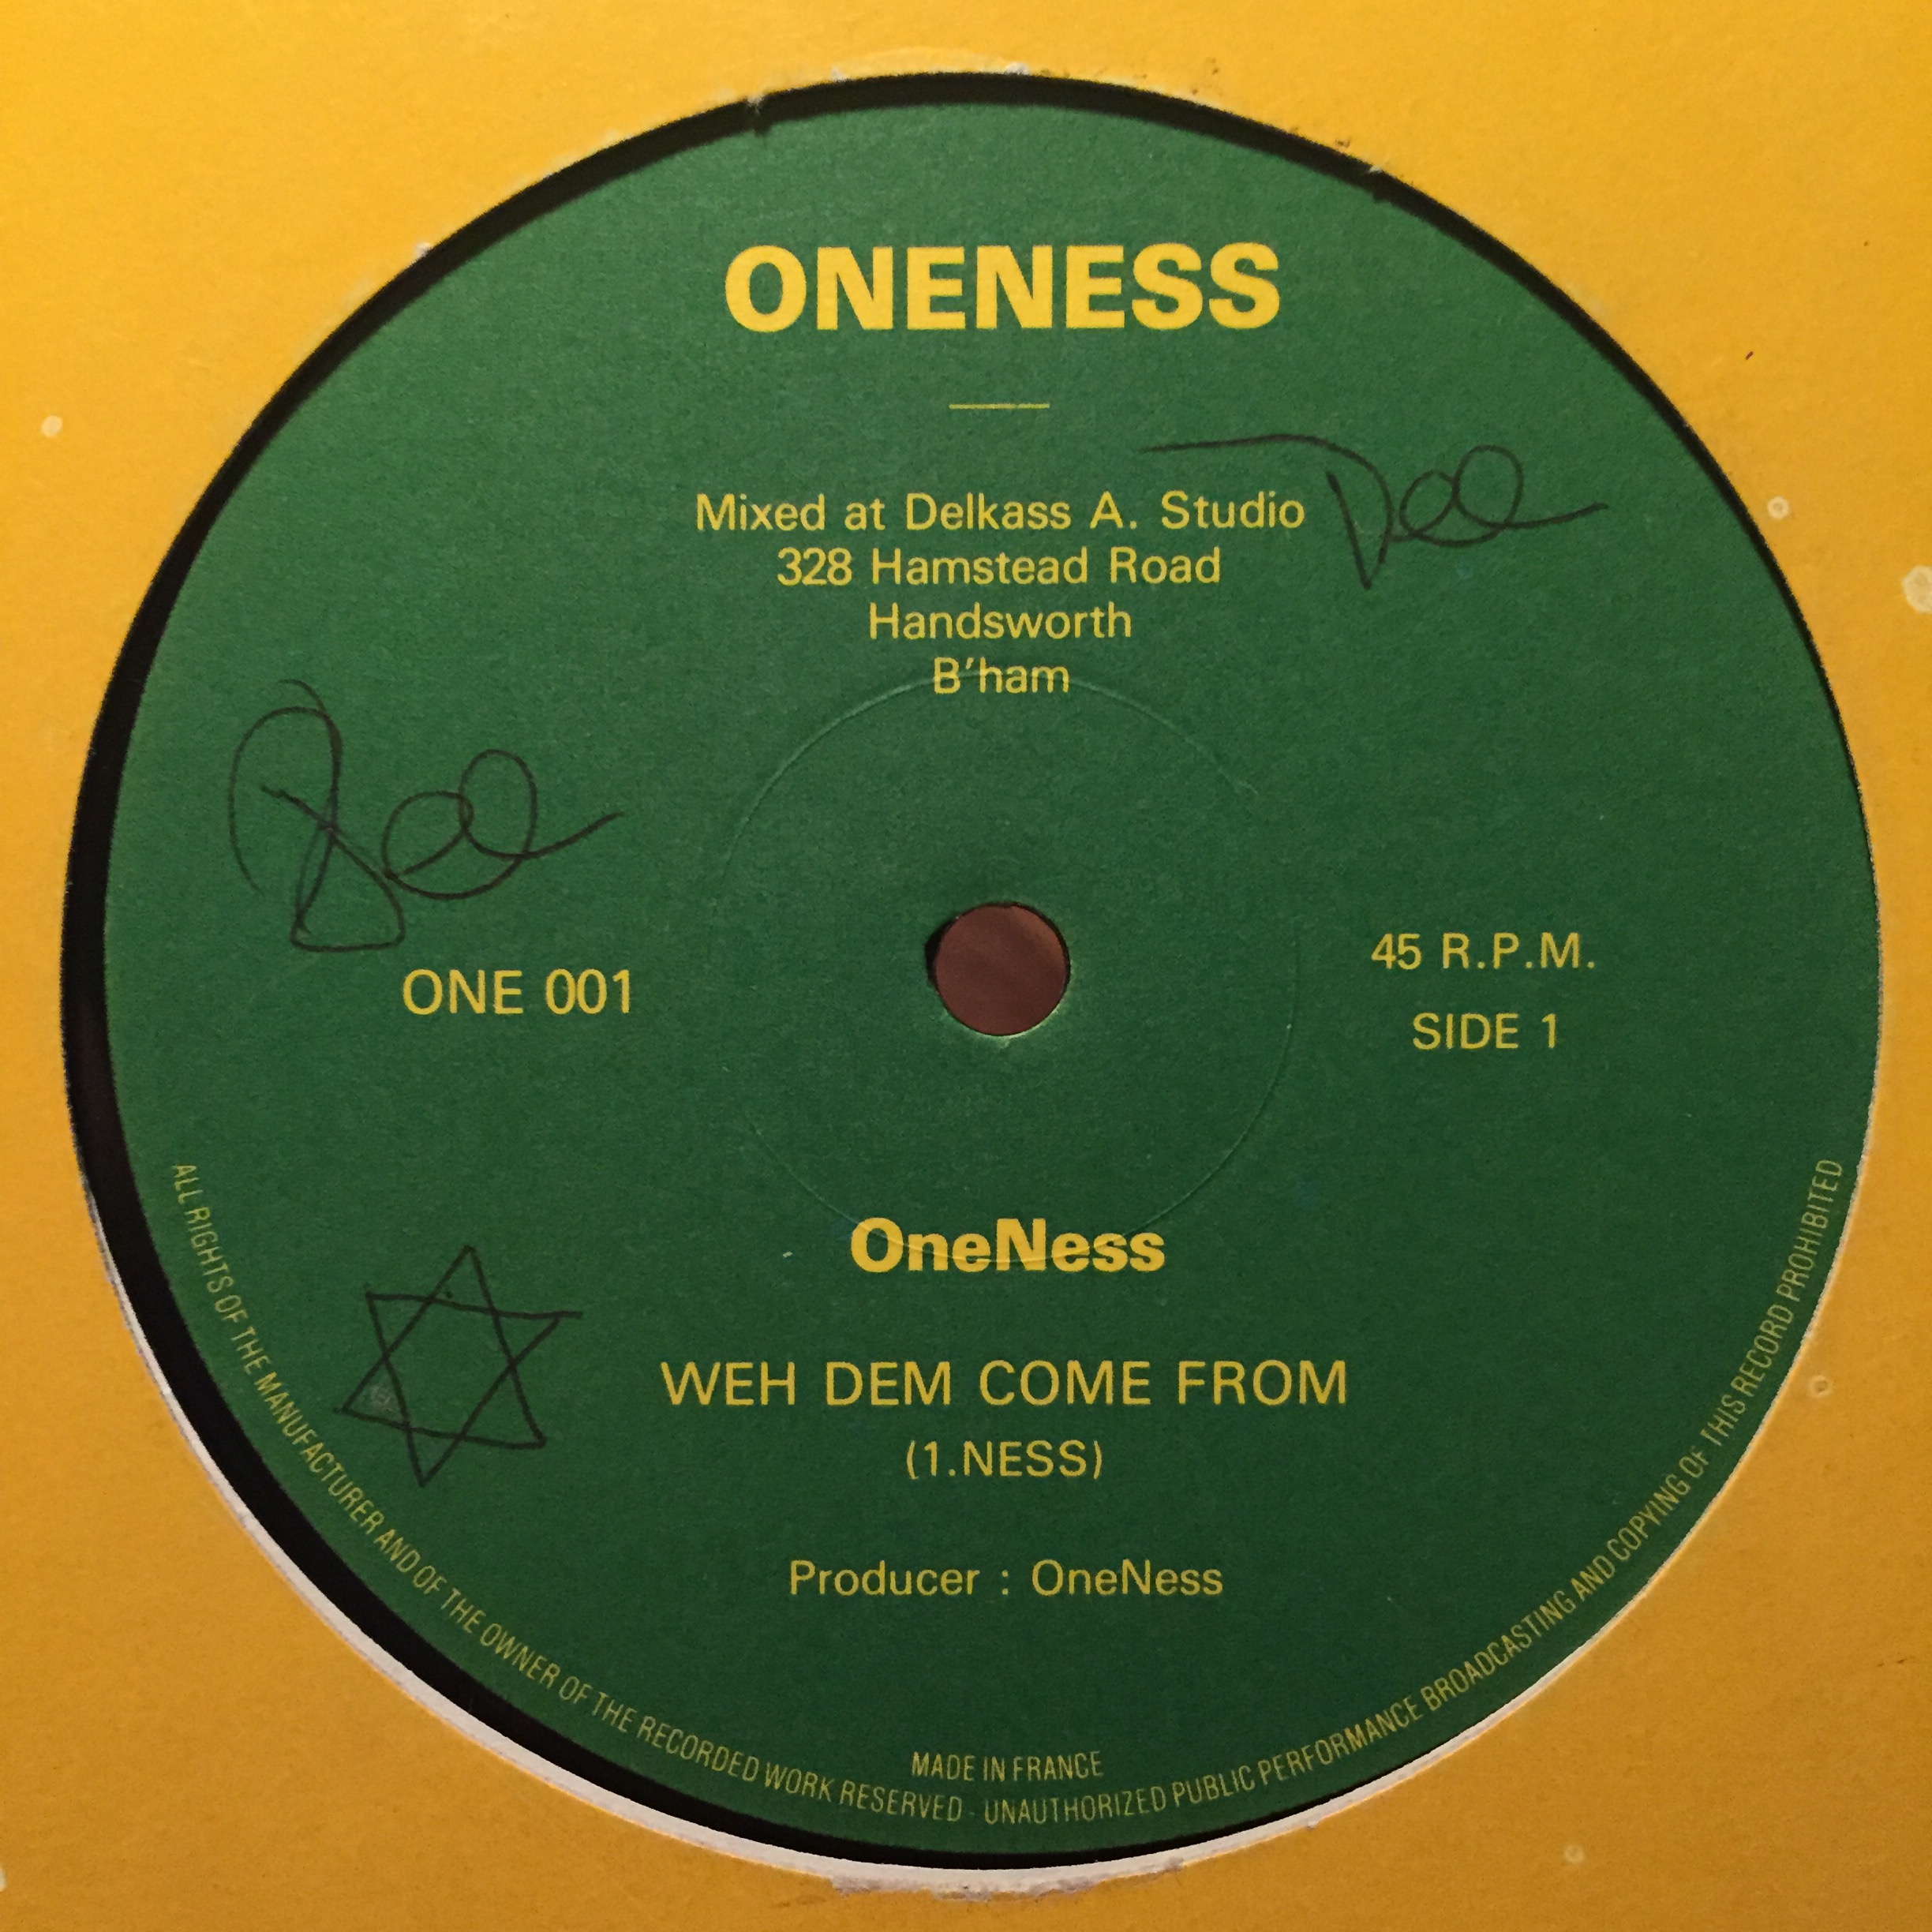 ONENESS
Mixed at Delkass A. Studio
328 Hamstead Road
Handsworth
B'ham
Dee
Bee
ONE 001
45 R.P.M.
SIDE 1
OneNess
WEH DEM COME FROM
(1.NESS)
Producer : OneNess
MADE IN FRANCE
ALL RIGHTS OF THE MANUFACTURER AND OF THE OWNER OF THE RECORDED WORK RESERVED - UNAUTHORIZED PUBLIC PERFORMANCE BROADCASTING AND COPYING OF THIS RECORD PROHIBITED